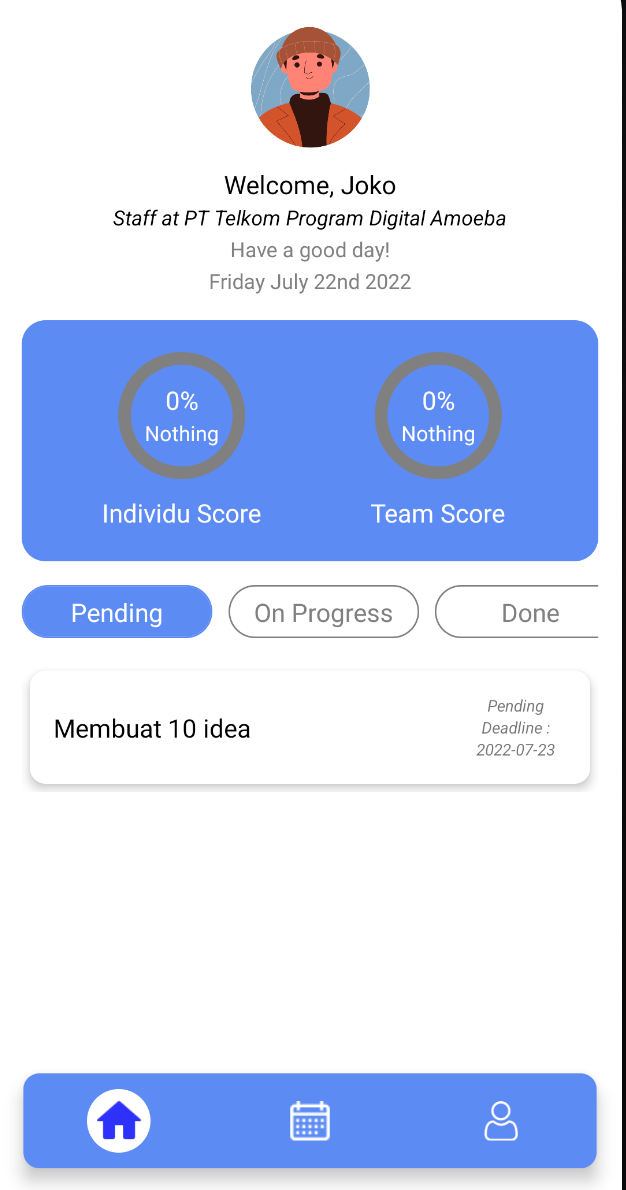 Welcome, Joko
Staff at PT Telkom Program Digital Amoeba
Have a good day!
Friday July 22nd 2022
0%
Nothing
Individu Score
0%
Nothing
Team Score
Pending
On Progress
Done
Membuat 10 idea
Pending
Deadline :
2022-07-23